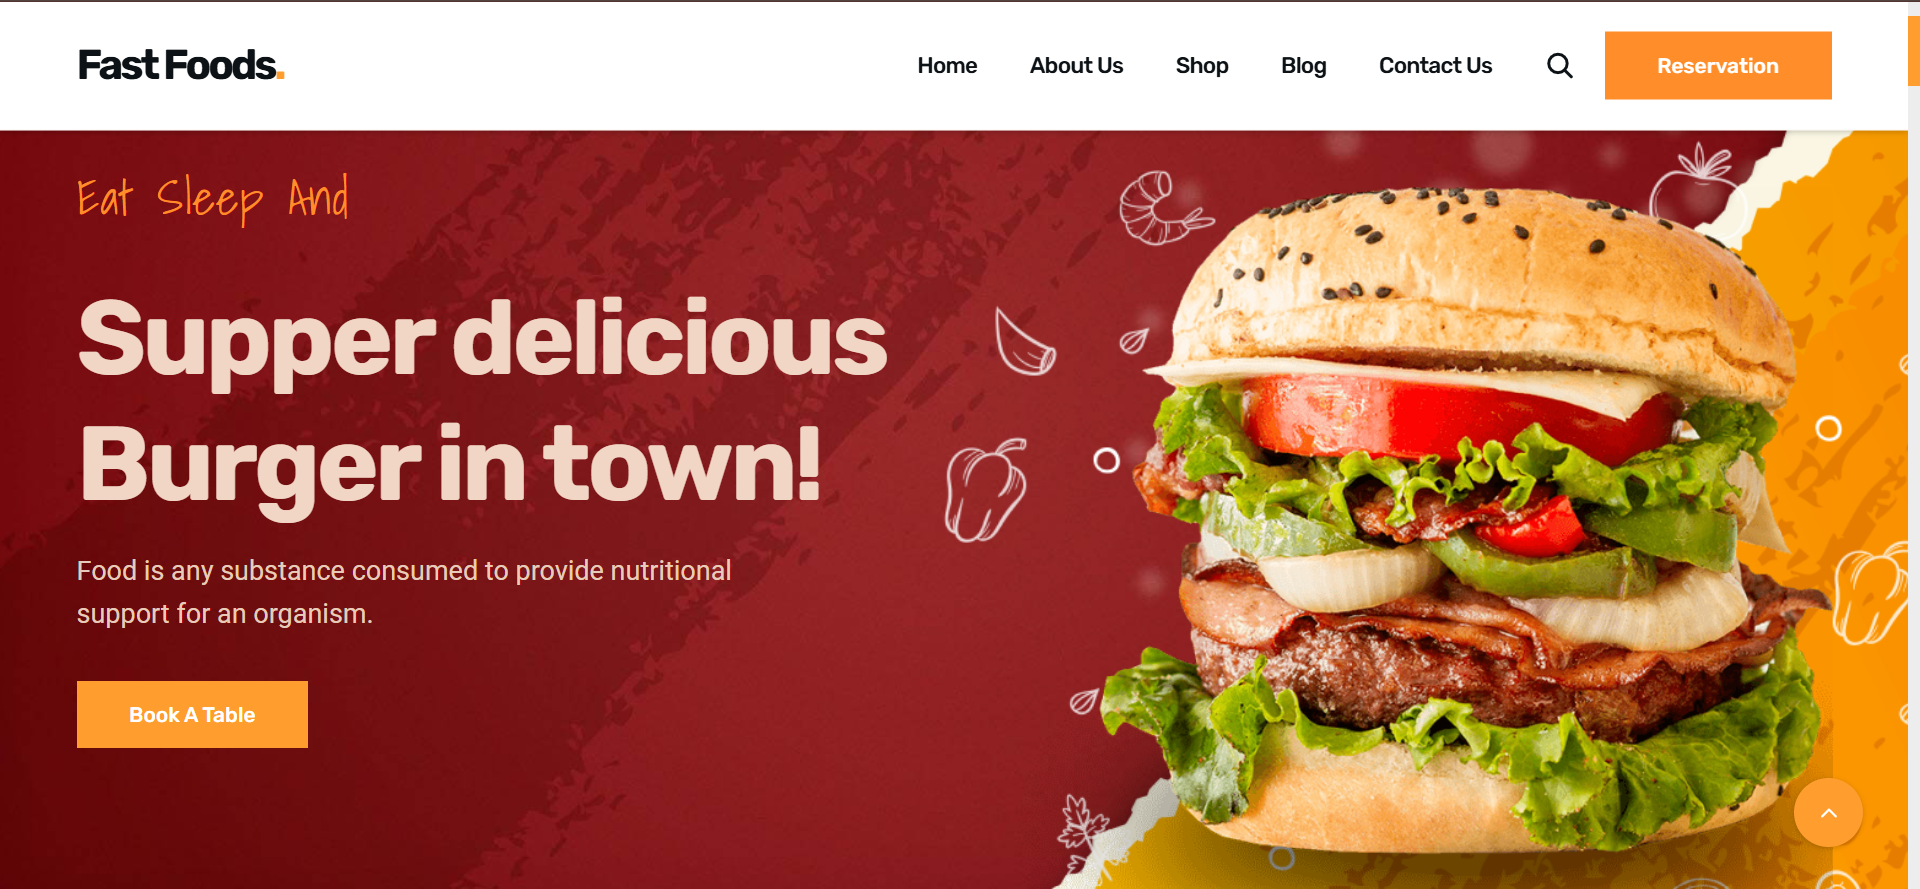 Fast Foods.
Home About Us Shop Blog Contact Us Reservation
Eat Sleep And
Supper delicious
Burger in town!
Food is any substance consumed to provide nutritional
support for an organism.
Book A Table